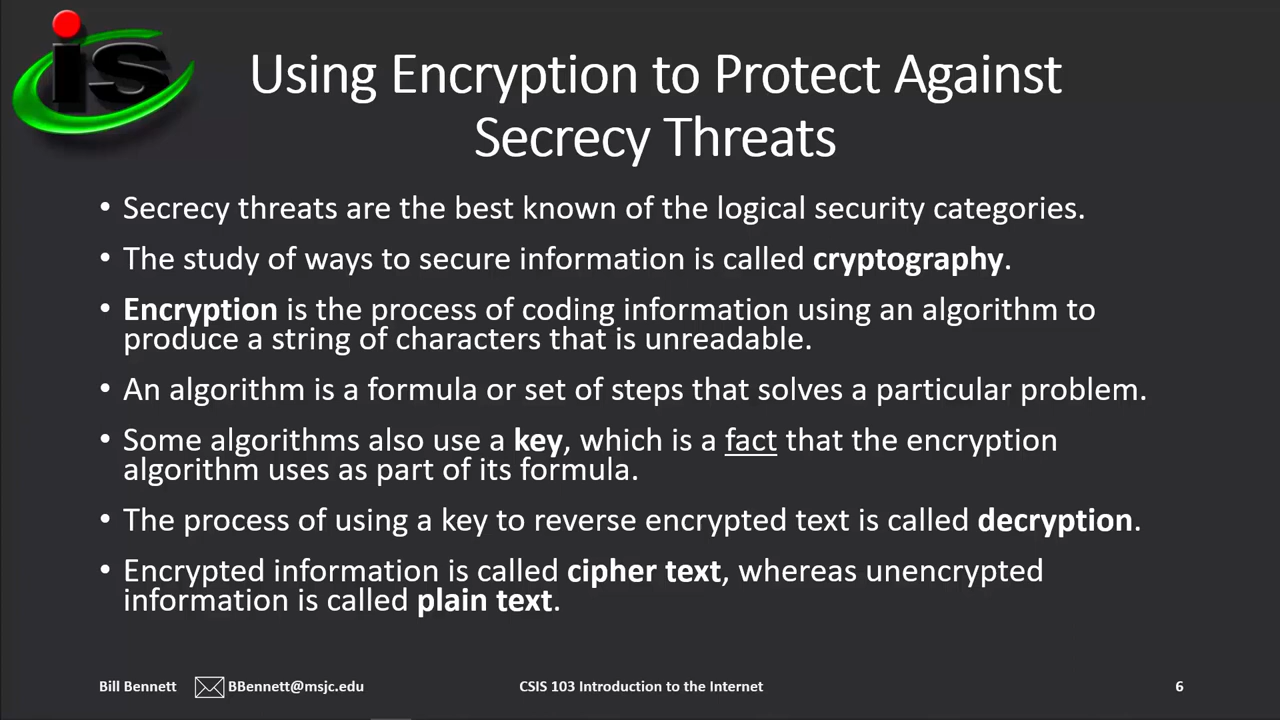 is
Using Encryption to Protect Against
Secrecy Threats
• Secrecy threats are the best known of the logical security categories.
• The study of ways to secure information is called cryptography.
• Encryption is the process of coding information using an algorithm to
produce a string of characters that is unreadable.
• An algorithm is a formula or set of steps that solves a particular problem.
• Some algorithms also use a key, which is a fact that the encryption
algorithm uses as part of its formula.
• The process of using a key to reverse encrypted text is called decryption.
• Encrypted information is called cipher text, whereas unencrypted
information is called plain text.
Bill Bennett BBennett@msjc.edu CSIS 103 Introduction to the Internet 6